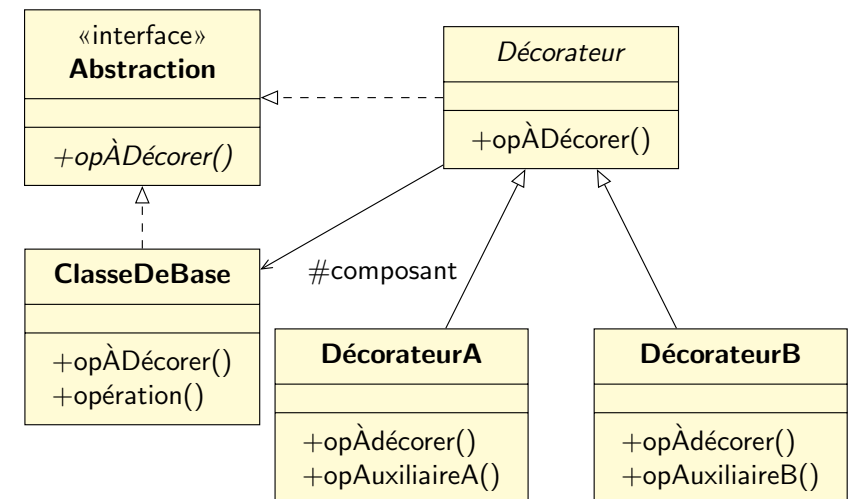 «interface»
Abstraction
+opÀDécorer()
Décorateur
+opÀDécorer()
ClasseDeBase
+opÀDécorer()
+opération()
#composant
DécorateurA
+opÀdécorer()
+opAuxiliaireA()
DécorateurB
+opÀdécorer()
+opAuxiliaireB()